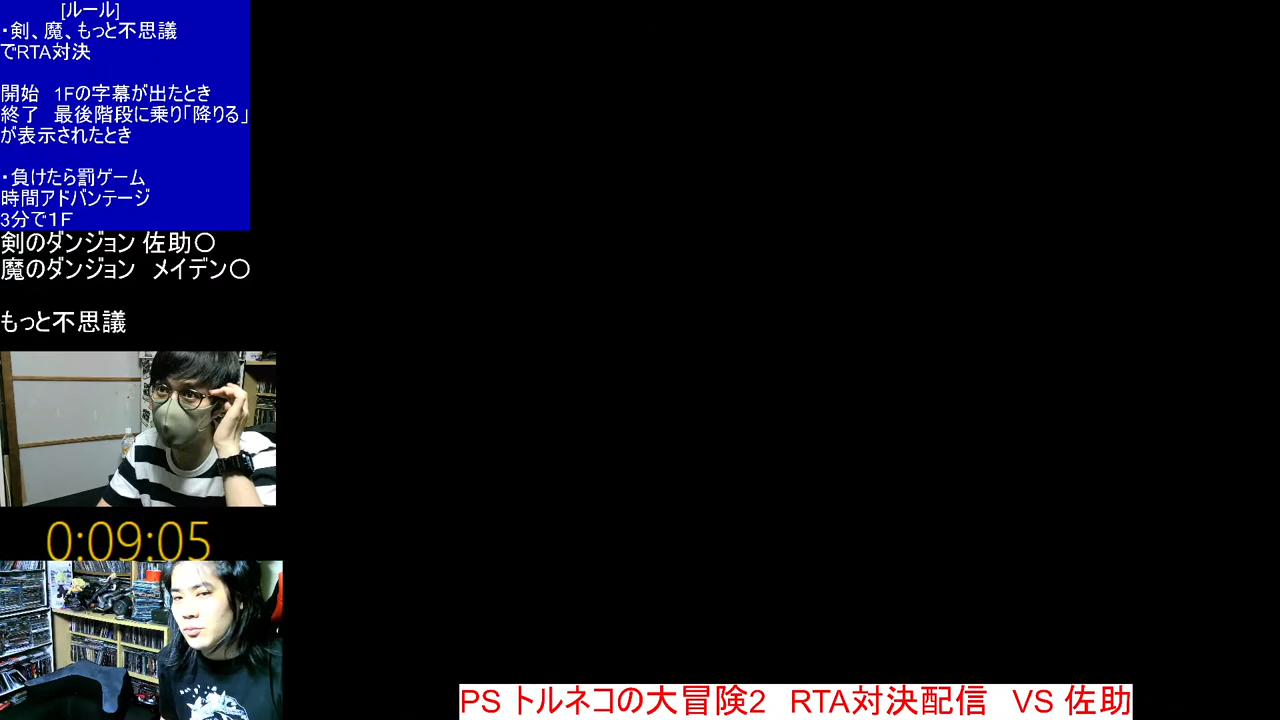 [ルール]
・剣、魔、もっと不思議
でRTA対決
開始　1Fの字幕が出たとき
終了　最後階段に乗り「降りる」
が表示されたとき
・負けたら罰ゲーム
時間アドバンテージ
3分で１F
剣のダンジョン 佐助〇
魔のダンジョン　メイデン〇
もっと不思議
0:09:05
PS トルネコの大冒険2　RTA対決配信　VS 佐助